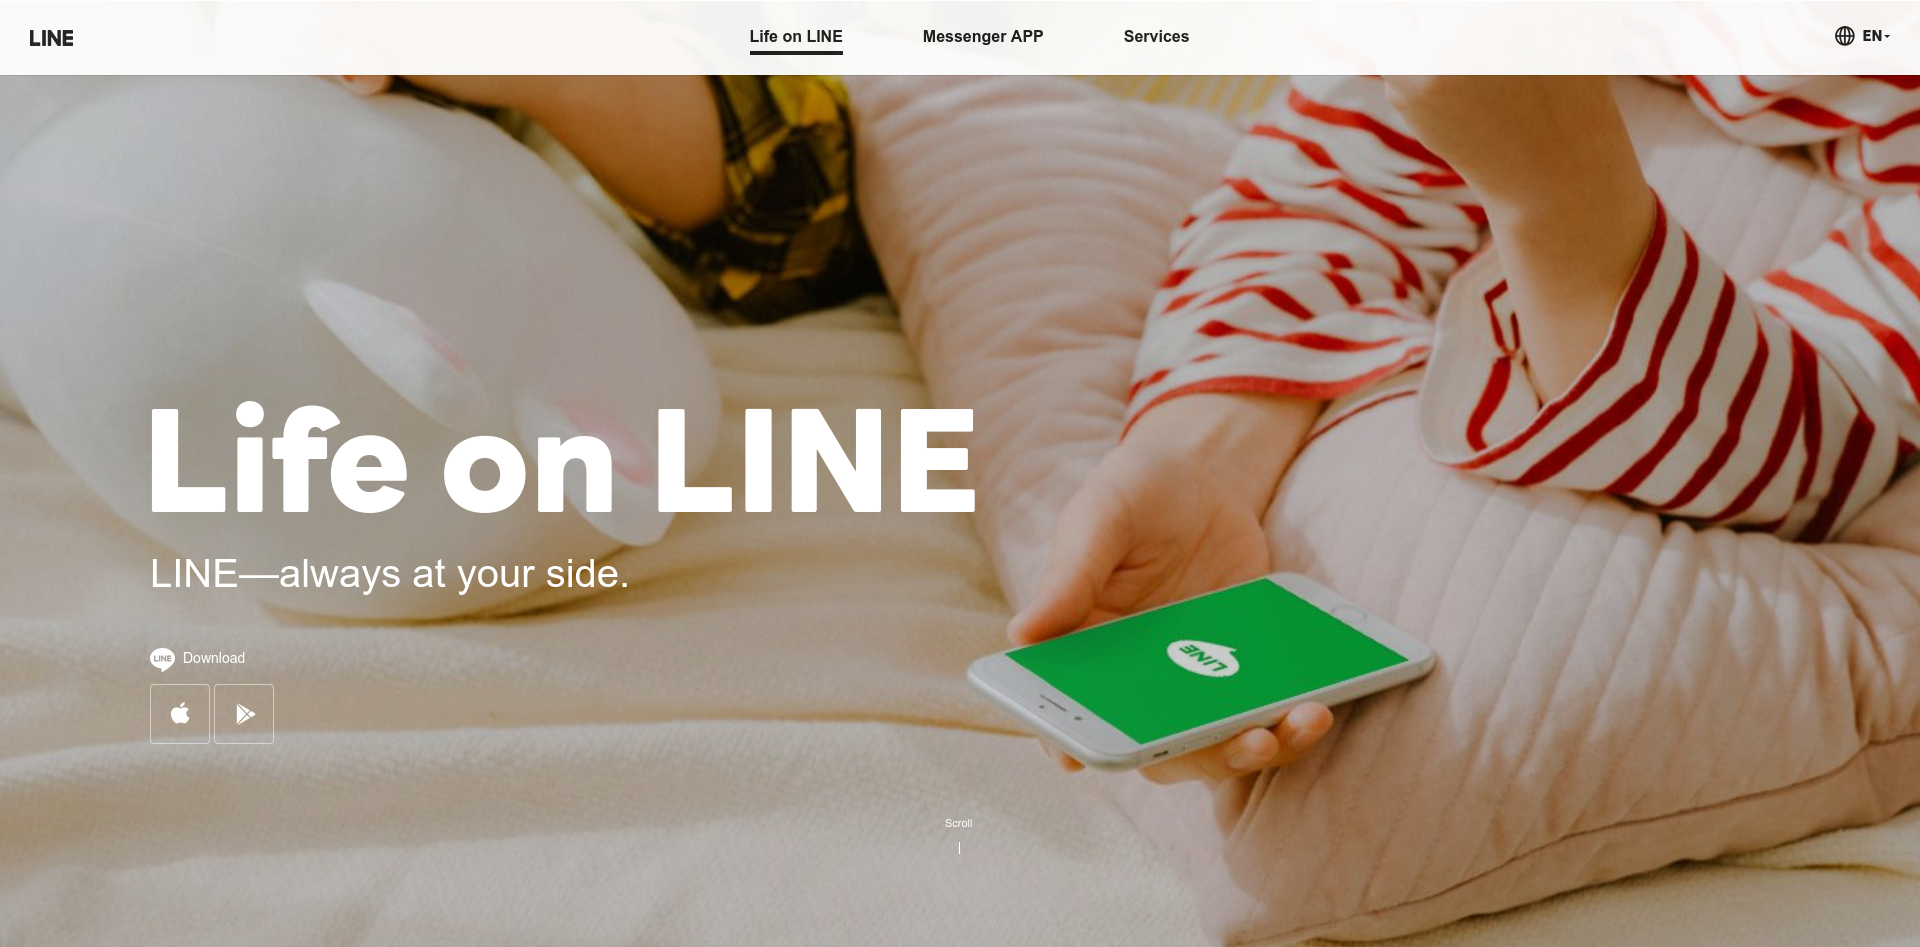 LINE
Life on LINE
Messenger APP
Services
EN
Life on LINE
LINE—always at your side.
LINE
Download
LINE
Scroll